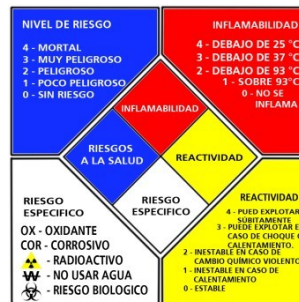 NIVEL DE RIESGO
4 - MORTAL
3 - MUY PELIGROSO
2 - PELIGROSO
1 - POCO PELIGROSO
0 - SIN RIESGO
INFLAMABILIDAD
4 - DEBAJO DE 25 °C
3 - DEBAJO DE 37 °C
2 - DEBAJO DE 93 °C
1 - SOBRE 93°C
0 - NO SE
INFLAMA
INFLAMABILIDAD
RIESGOS
A LA SALUD
REACTIVIDAD
RIESGO
ESPECIFICO
RIESGO
ESPECIFICO
OX - OXIDANTE
COR - CORROSIVO
- RADIOACTIVO
W - NO USAR AGUA
- RIESGO BIOLOGICO
REACTIVIDAD
4 - PUED EXPLOTAR
SÚBITAMENTE
3 - PUEDE EXPLOTAR E
CASO DE CHOQUE
CALENTAMIENTO.
2 - INESTABLE EN CASO DE
CAMBIO QUÍMICO VIOLENTO
1 - INESTABLE EN CASO DE
CALENTAMIENTO
0 - ESTABLE